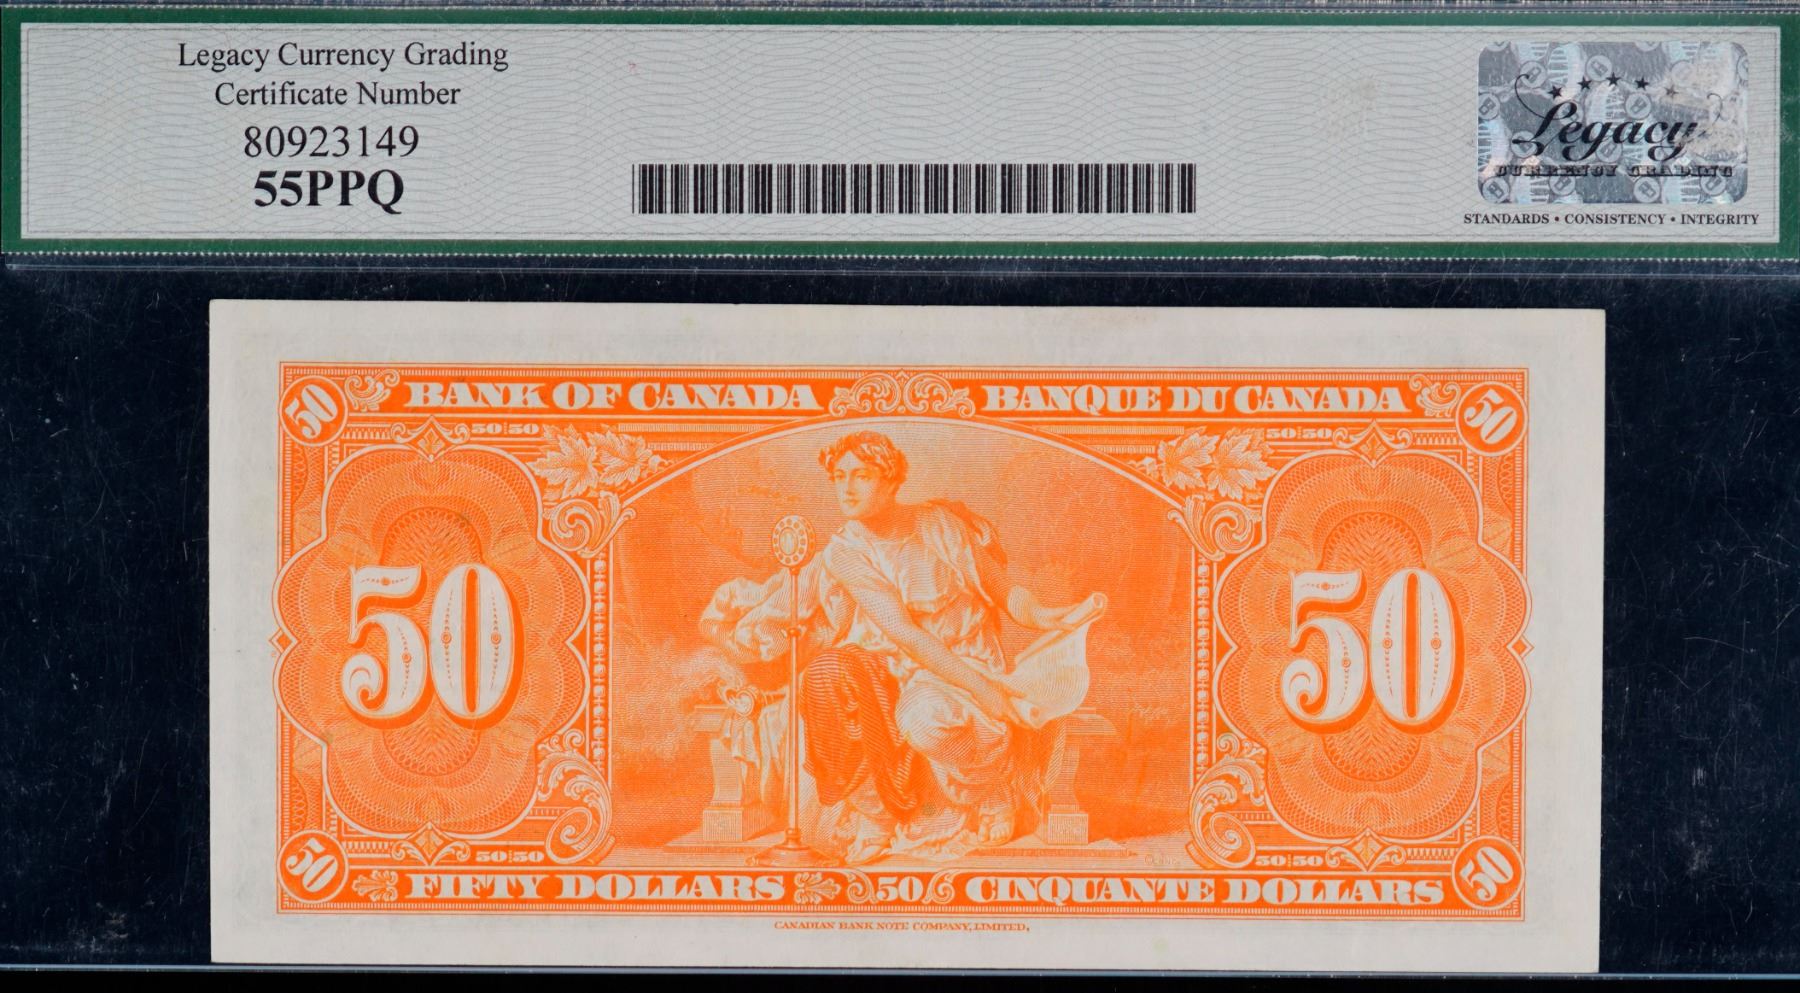 Legacy Currency Grading
Certificate Number
80923149
55PPQ
Legacy
CURRENCY GRADING
STANDARDS • CONSISTENCY • INTEGRITY
50 BANK OF CANADA BANQUE DU CANADA 50
50 50 50 50
50 50
50 50 50 50
50 FIFTY DOLLARS 50 CINQUANTE DOLLARS 50
CANADIAN BANK NOTE COMPANY, LIMITED,